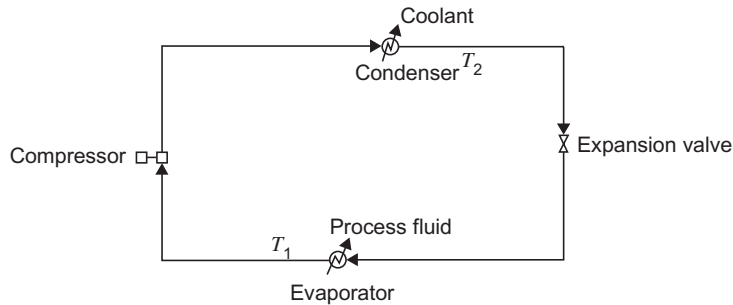 Coolant
Condenser
T2
Compressor
Expansion valve
Process fluid
T1
Evaporator